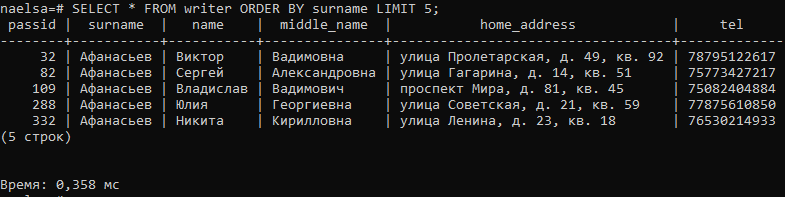 naelsa=# SELECT * FROM writer ORDER BY surname LIMIT 5;
 passid | surname | name | middle_name | home_address | tel
--------+----------+-----------+---------------+-----------------------------------+-------------
 32 | Афанасьев | Виктор | Вадимовна | улица Пролетарская, д. 49, кв. 92 | 78795122617
 82 | Афанасьев | Сергей | Александровна | улица Гагарина, д. 14, кв. 51 | 75773427217
 109 | Афанасьев | Владислав | Вадимович | проспект Мира, д. 81, кв. 45 | 75082404884
 288 | Афанасьев | Юлия | Георгиевна | улица Советская, д. 21, кв. 59 | 77875610850
 332 | Афанасьев | Никита | Кирилловна | улица Ленина, д. 23, кв. 18 | 76530214933
(5 строк)
Время: 0,358 мс